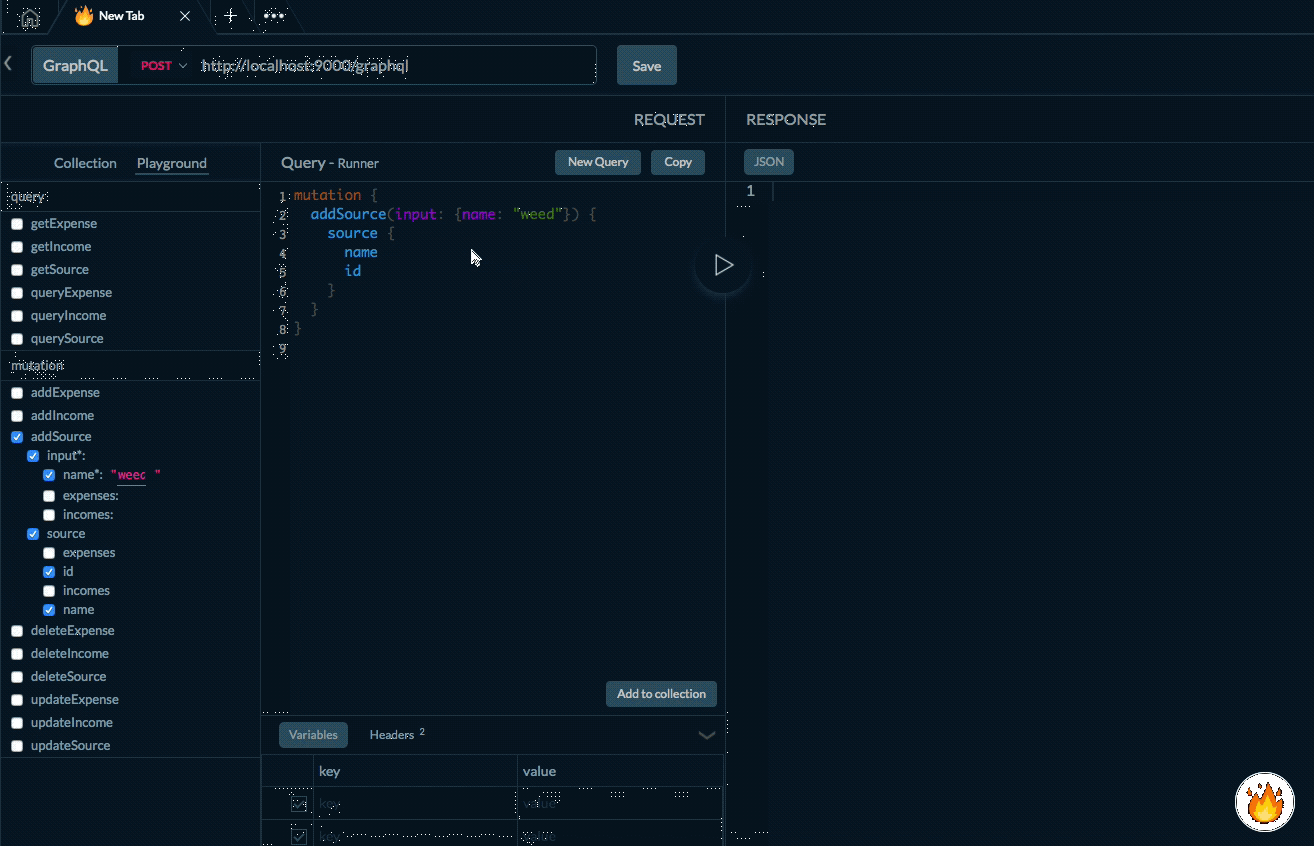 New Tab
GraphQL POST http://localhost:9000/graphql Save
REQUEST RESPONSE
Collection Playground Query - Runner New Query Copy JSON
query
getExpense
getIncome
getSource
queryExpense
queryIncome
querySource
mutation
addExpense
addIncome
addSource
input*:
name*: "weec "
expenses:
incomes:
source
expenses
id
incomes
name
deleteExpense
deleteIncome
deleteSource
updateExpense
updateIncome
updateSource
1 mutation {
2 addSource(input: {name: "weed"}) {
3 source {
4 name
5 id
6 }
7 }
8 }
9
Add to collection
Variables Headers 2
key value
key value
key value
1